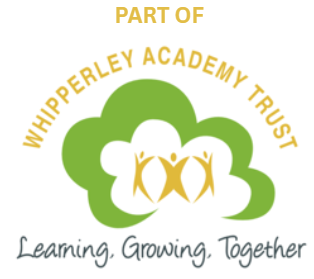 PART OF
WHIPPERLEY ACADEMY TRUST
Learning, Growing, Together